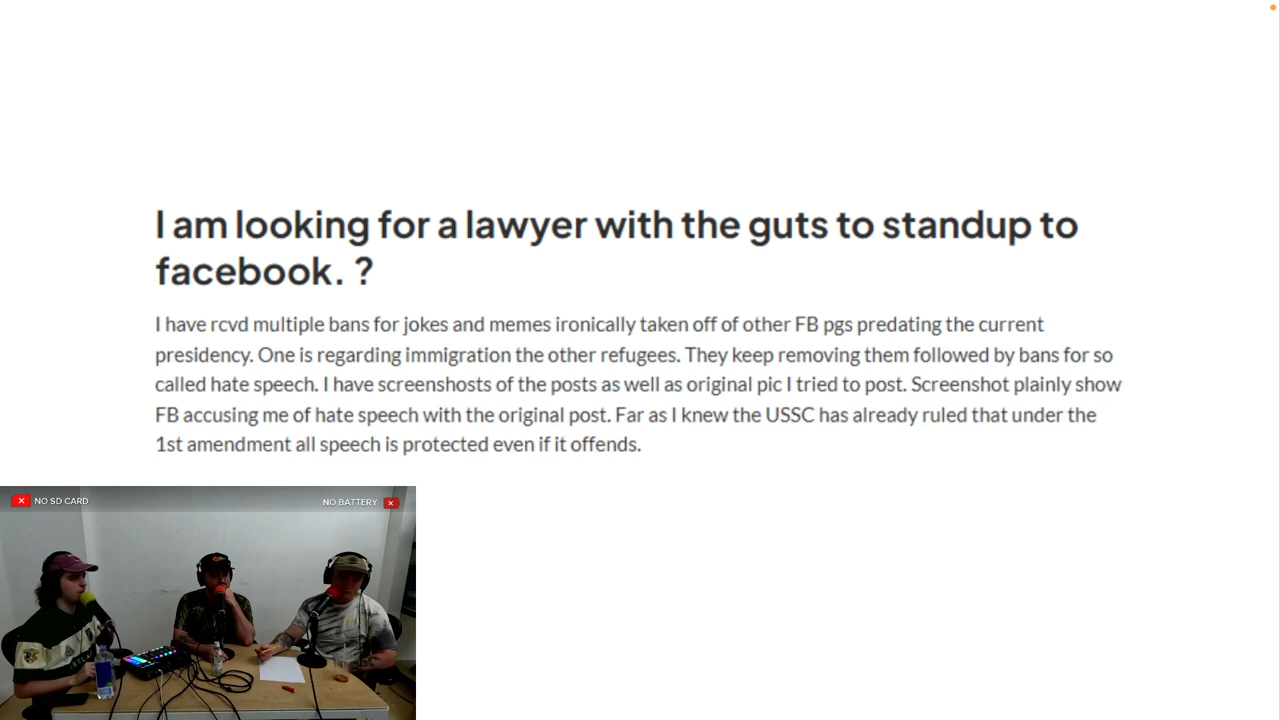 I am looking for a lawyer with the guts to standup to
facebook. ?
I have rcvd multiple bans for jokes and memes ironically taken off of other FB pgs predating the current
presidency. One is regarding immigration the other refugees. They keep removing them followed by bans for so
called hate speech. I have screenshosts of the posts as well as original pic I tried to post. Screenshot plainly show
FB accusing me of hate speech with the original post. Far as I knew the USSC has already ruled that under the
1st amendment all speech is protected even if it offends.
NO SD CARD
NO BATTERY